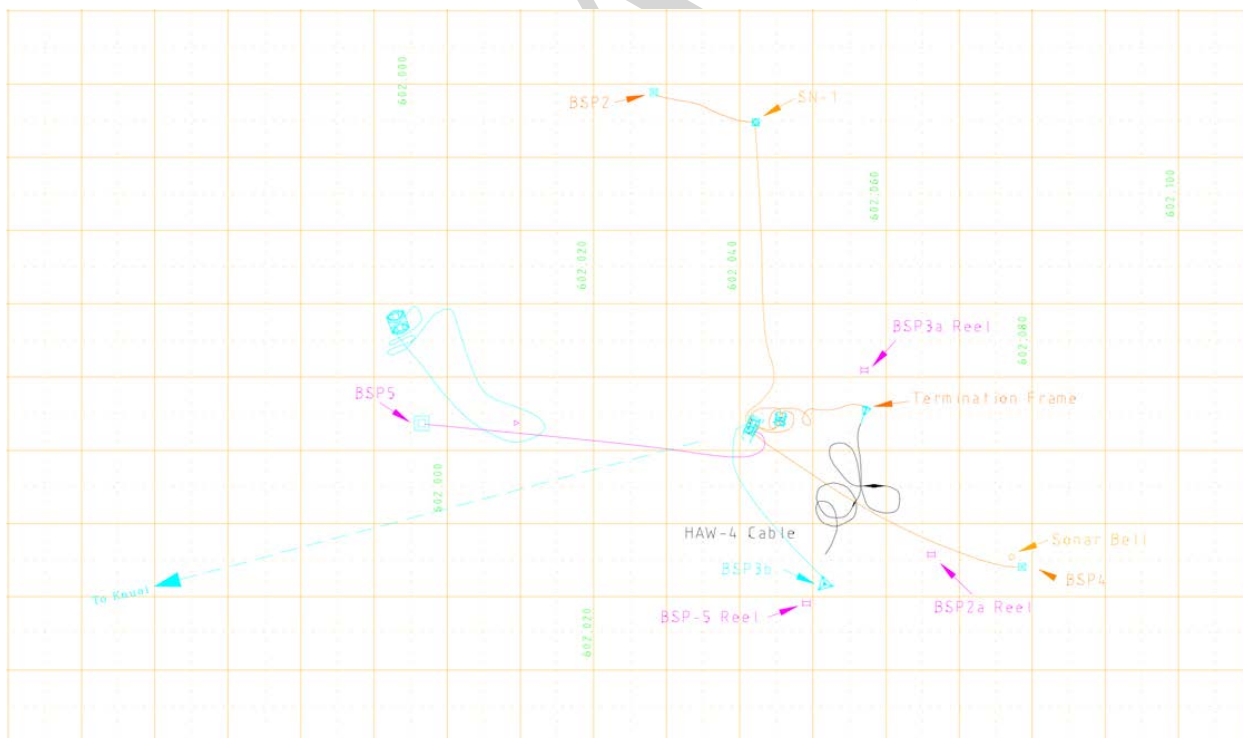 602,000
BSP2
SN-1
602,060
602,100
602,020
602,040
BSP3a Reel
602,080
BSP5
Termination Frame
602,000
HAW-4 Cable
Sonar Bell
BSP3b
BSP4
To Kauai
BSP2a Reel
BSP-5 Reel
602,020